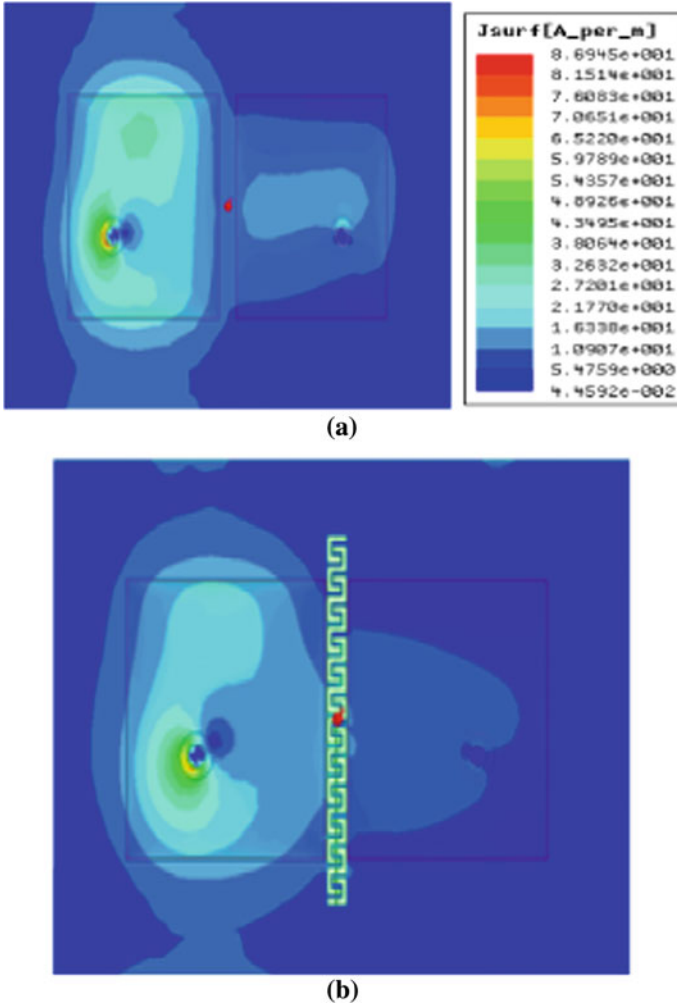 Jsurf[A_per_m]
8.6945e+001
8.1514e+001
7.6083e+001
7.0651e+001
6.5220e+001
5.9789e+001
5.4357e+001
4.8926e+001
4.3495e+001
3.8064e+001
3.2632e+001
2.7201e+001
2.1770e+001
1.6338e+001
1.0907e+001
5.4759e+000
4.4592e-002
(a)
(b)